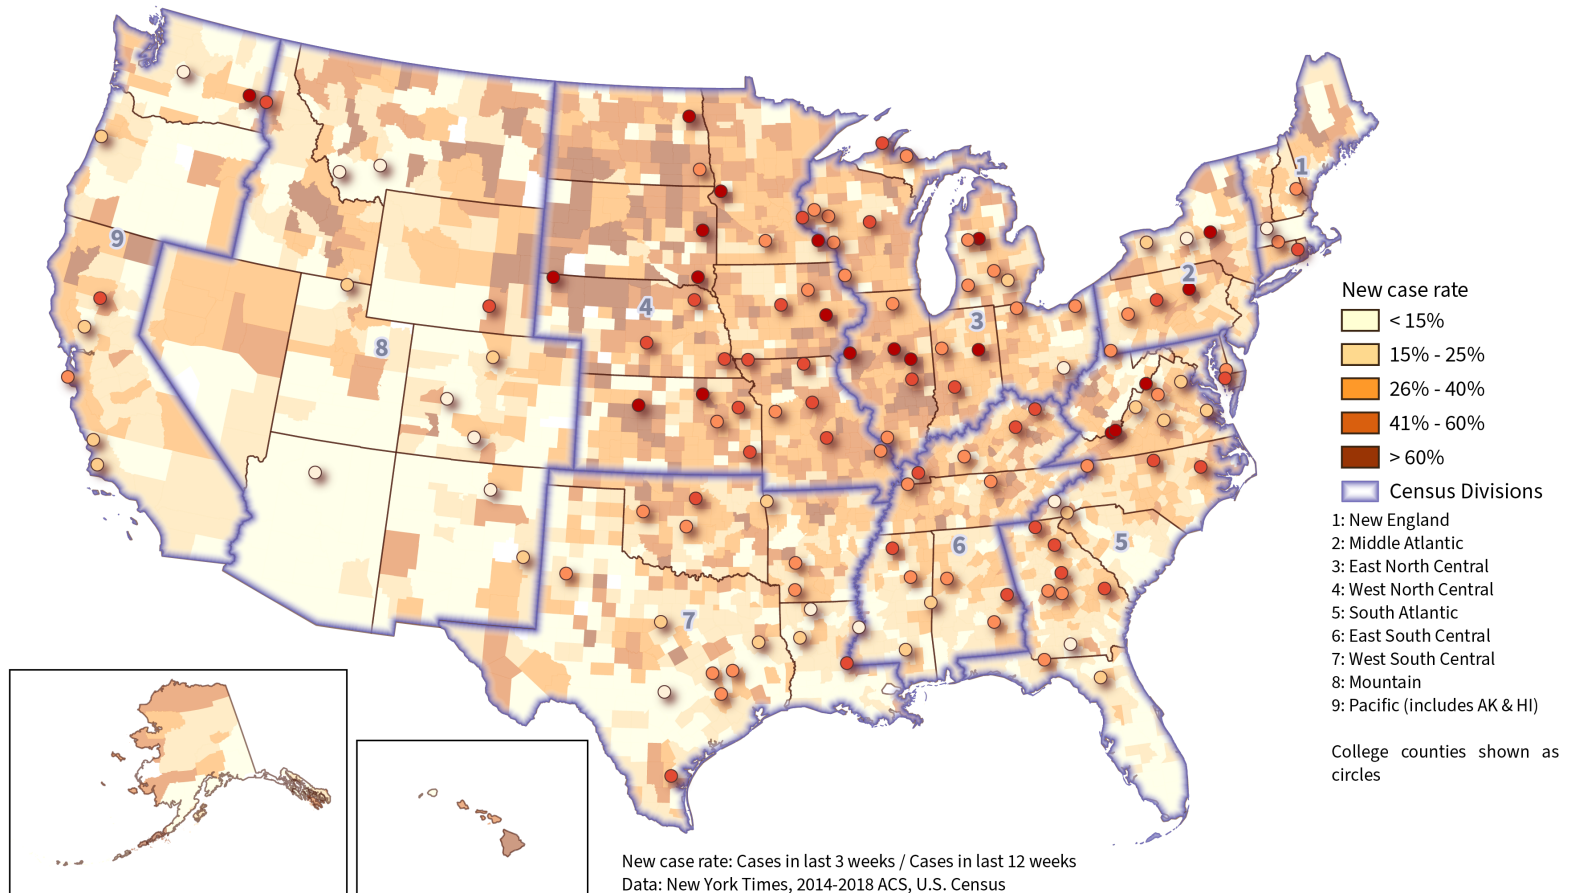 1
9
2
4
3
8
6
5
7
New case rate
< 15%
15% - 25%
26% - 40%
41% - 60%
> 60%
Census Divisions
1: New England
2: Middle Atlantic
3: East North Central
4: West North Central
5: South Atlantic
6: East South Central
7: West South Central
8: Mountain
9: Pacific (includes AK & HI)
College counties shown as
circles
New case rate: Cases in last 3 weeks / Cases in last 12 weeks
Data: New York Times, 2014-2018 ACS, U.S. Census